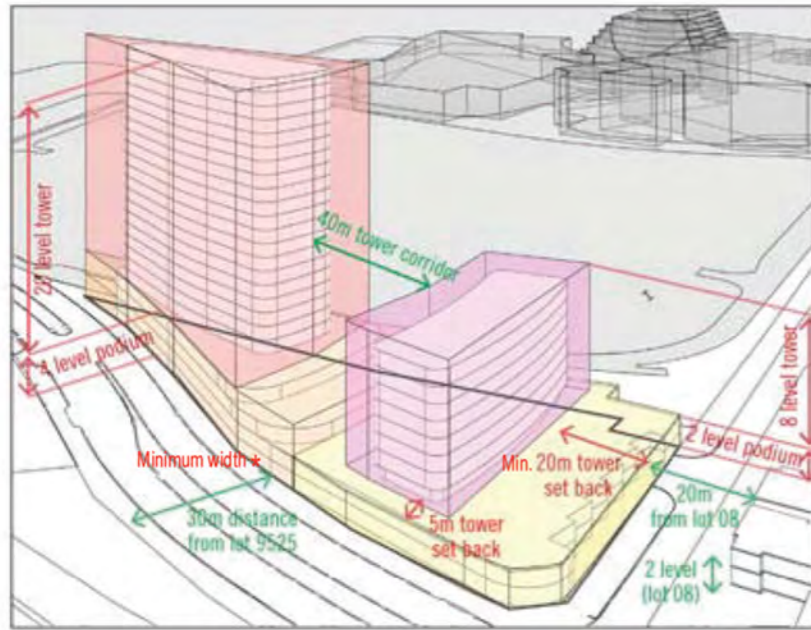 level tower
4 level podium
40m tower corridor
8 level tower
2 level podium
Minimum width *
30m distance
from lot 9525
5m tower
set back
Min. 20m tower
set back
20m
from lot 08
2 level
(lot 08)